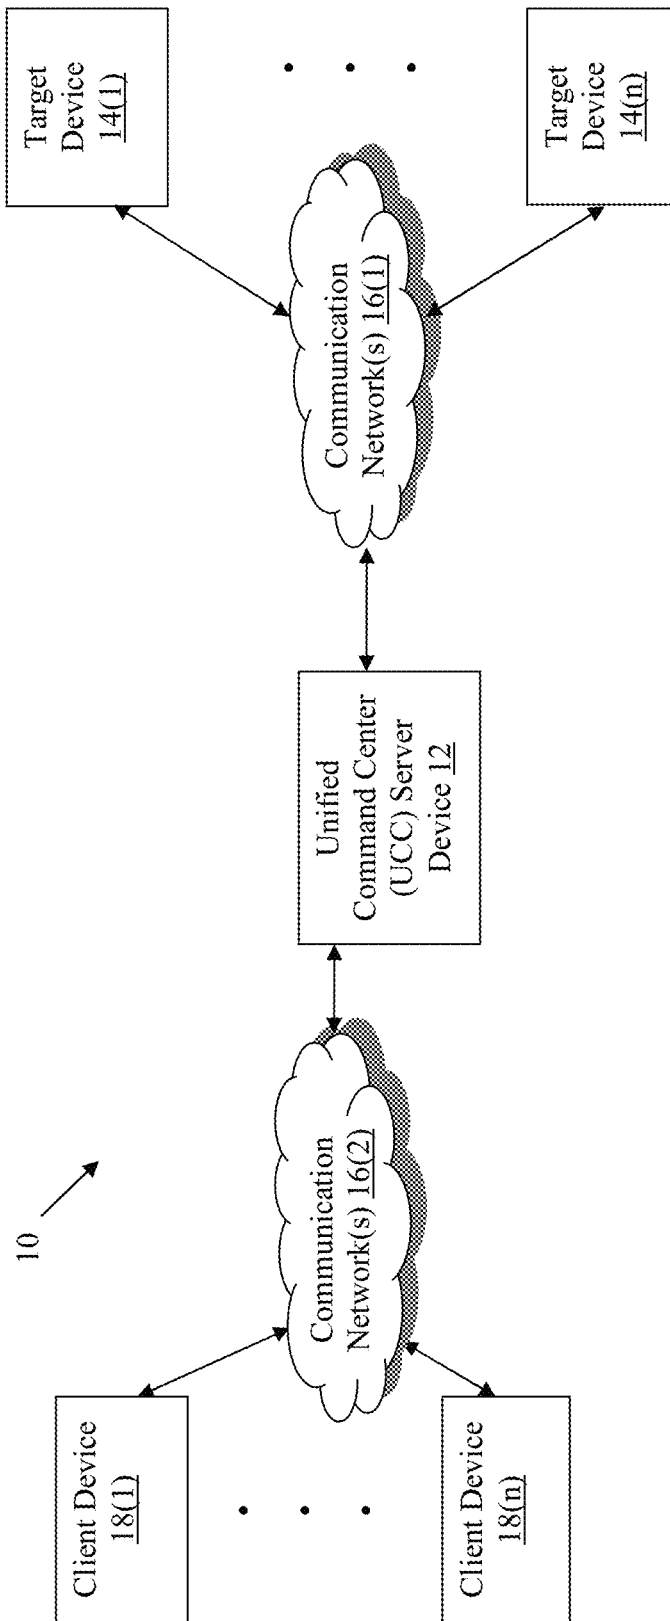 10
Client Device
18(1)
Client Device
18(n)
Communication
Network(s) 16(2)
Unified
Command Center
(UCC) Server
Device 12
Communication
Network(s) 16(1)
Target
Device
14(1)
Target
Device
14(n)